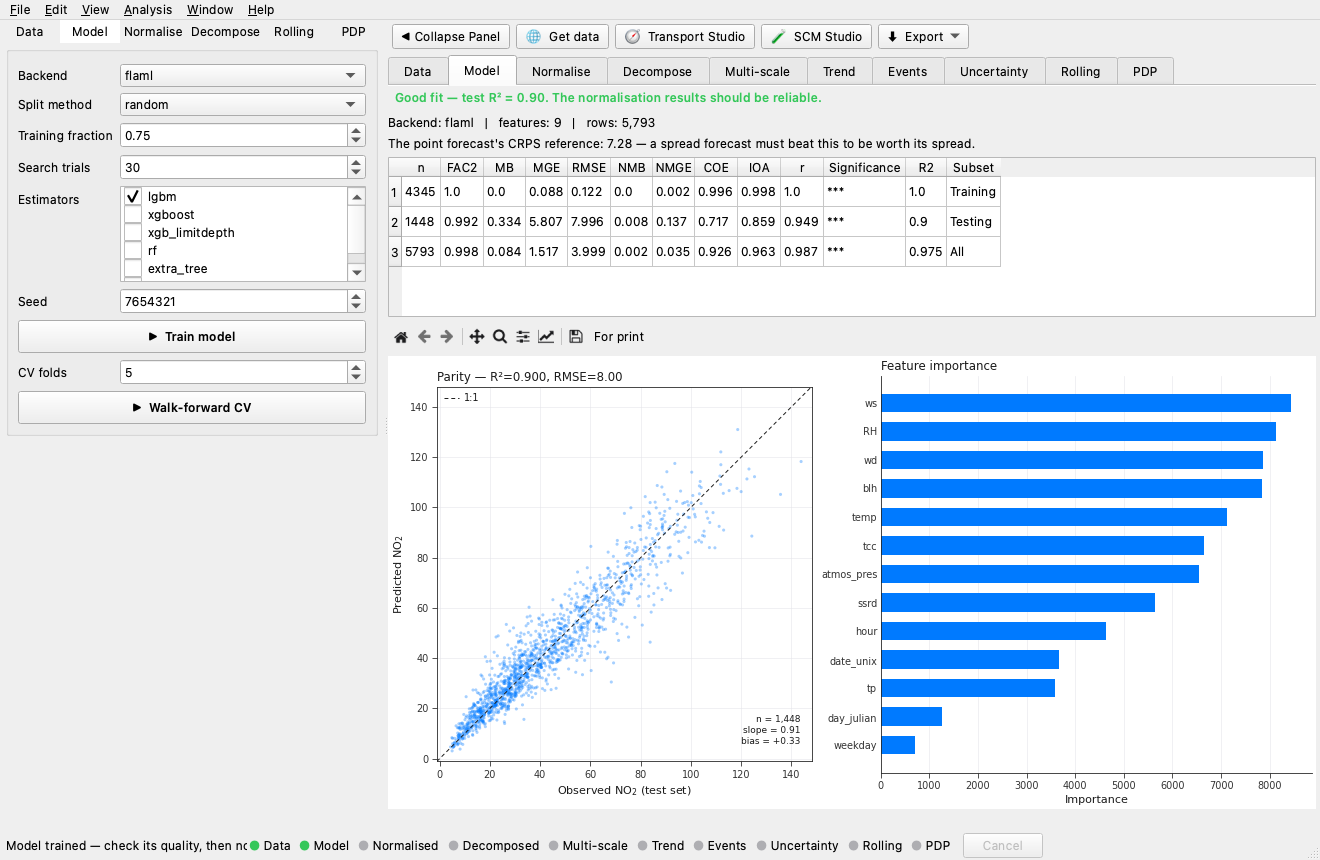 File Edit View Analysis Window Help
Data Model Normalise Decompose Rolling PDP
Collapse Panel Get data Transport Studio SCM Studio Export
Data Model Normalise Decompose Multi-scale Trend Events Uncertainty Rolling PDP
Backend flaml
Split method random
Training fraction 0.75
Search trials 30
Estimators lgbm
xgboost
xgb_limitdepth
rf
extra_tree
Seed 7654321
Train model
CV folds 5
Walk-forward CV
Good fit — test R² = 0.90. The normalisation results should be reliable.
Backend: flaml | features: 9 | rows: 5,793
The point forecast's CRPS reference: 7.28 — a spread forecast must beat this to be worth its spread.
n FAC2 MB MGE RMSE NMB NMGE COE IOA r Significance R2 Subset
1 4345 1.0 0.0 0.088 0.122 0.0 0.002 0.996 0.998 1.0 *** 1.0 Training
2 1448 0.992 0.334 5.807 7.996 0.008 0.137 0.717 0.859 0.949 *** 0.9 Testing
3 5793 0.998 0.084 1.517 3.999 0.002 0.035 0.926 0.963 0.987 *** 0.975 All
For print
Parity — R²=0.900, RMSE=8.00
1:1
140
120
100
80
60
40
20
0
Predicted NO₂
n = 1,448
slope = 0.91
bias = +0.33
0 20 40 60 80 100 120 140
Observed NO₂ (test set)
Feature importance
ws
RH
wd
blh
temp
tcc
atmos_pres
ssrd
hour
date_unix
tp
day_julian
weekday
0 1000 2000 3000 4000 5000 6000 7000 8000
Importance
Model trained — check its quality, then Data Model Normalised Decomposed Multi-scale Trend Events Uncertainty Rolling PDP Cancel